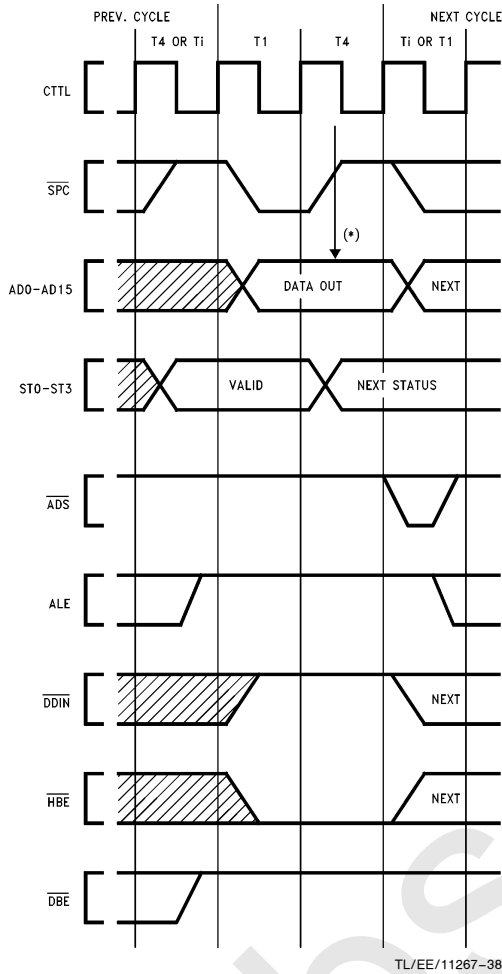 PREV. CYCLE NEXT CYCLE
T4 OR Ti T1 T4 Ti OR T1
CTTL
SPC
(*)
AD0-AD15 DATA OUT NEXT
ST0-ST3 VALID NEXT STATUS
ADS
ALE
DDIN NEXT
HBE NEXT
DBE
TL/EE/11267-38